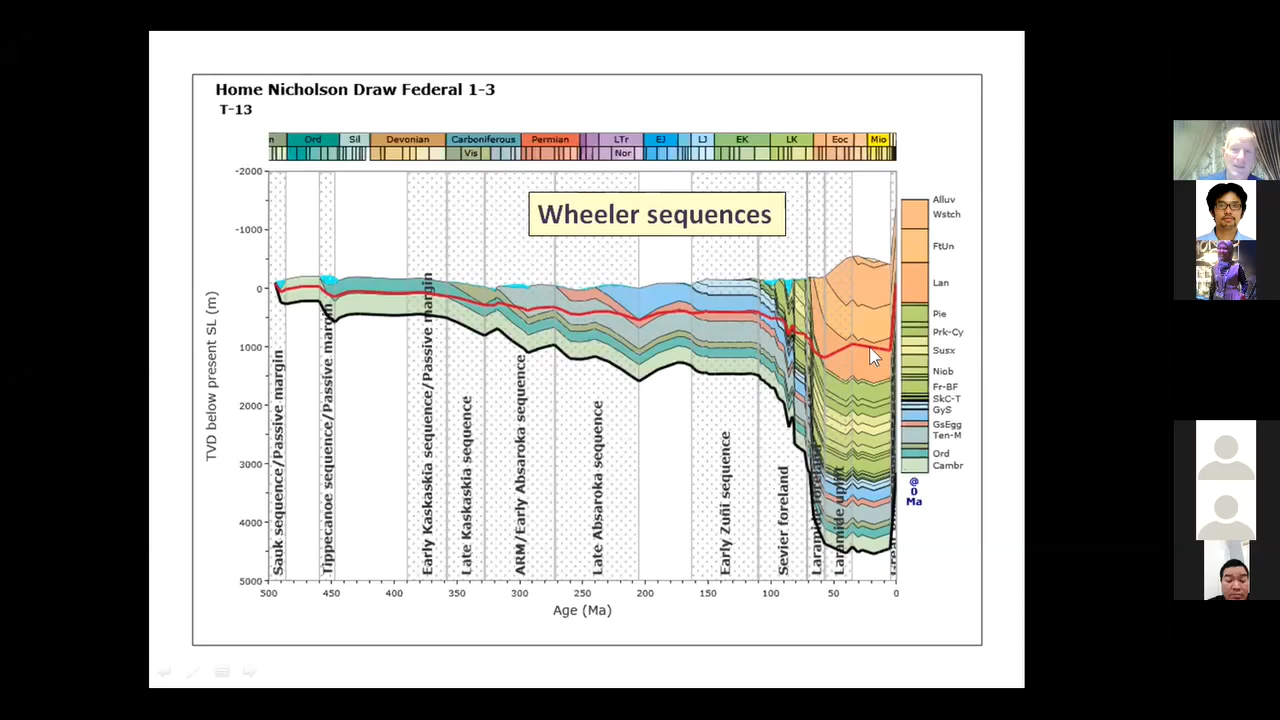 Home Nicholson Draw Federal 1-3
T-13
n Ord Sil Devonian Carboniferous Permian LTr EJ LJ EK LK Eoc Mio
Vis Nor
Wheeler sequences
-2000
-1000
0
1000
2000
3000
4000
5000
TVD below present SL (m)
Sauk sequence/Passive margin
Tippecanoe sequence/Passive margin
Early Kaskaskia sequence/Passive margin
Late Kaskaskia sequence
ARM/Early Absaroka sequence
Late Absaroka sequence
Early Zuñi sequence
Sevier foreland
Laramide foreland
Laramide uplift
Alluv
Wstch
FtUn
Lan
Pie
Prk-Cy
Susx
Niob
Fr-BF
SkC-T
GyS
GsEgg
Ten-M
Ord
Cambr
@
0
Ma
500 450 400 350 300 250 200 150 100 50 0
Age (Ma)